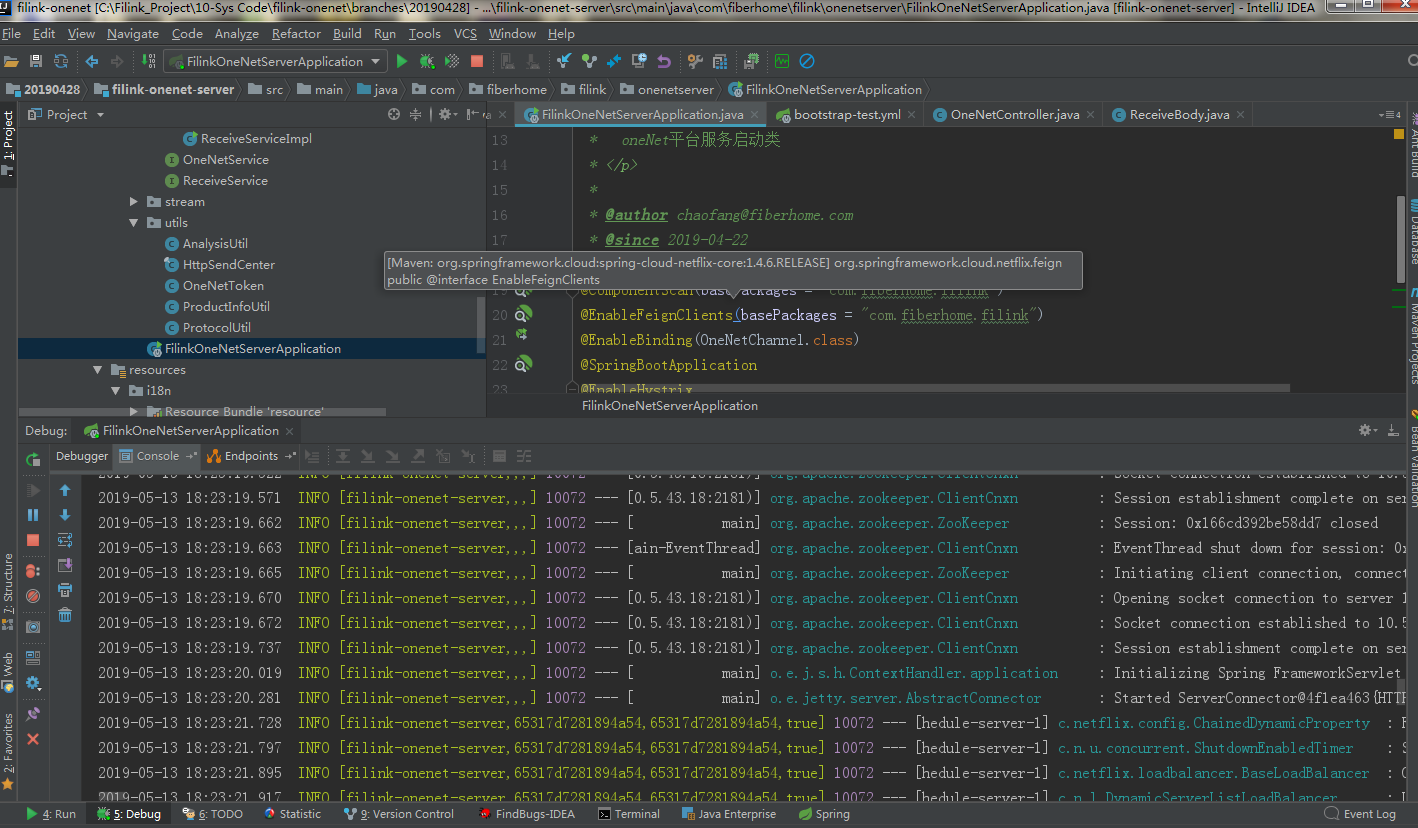 filink-onenet [C:\Filink_Project\10-Sys Code\filink-onenet\branches\20190428] - ...\filink-onenet-server\src\main\java\com\fiberhome\filink\onenetserver\FilinkOneNetServerApplication.java [filink-onenet-server] - IntelliJ IDEA
File Edit View Navigate Code Analyze Refactor Build Run Tools VCS Window Help
FilinkOneNetServerApplication
20190428 filink-onenet-server src main java com fiberhome filink onenetserver FilinkOneNetServerApplication
1: Project
Project
ReceiveServiceImpl
OneNetService
ReceiveService
stream
utils
AnalysisUtil
HttpSendCenter
OneNetToken
ProductInfoUtil
ProtocolUtil
FilinkOneNetServerApplication
resources
i18n
Resource Bundle 'resource'
FilinkOneNetServerApplication.java bootstrap-test.yml OneNetController.java ReceiveBody.java
13 * oneNet平台服务启动类
14 * </p>
15 *
16 * @author chaofang@fiberhome.com
17 * @since 2019-04-22
[Maven: org.springframework.cloud:spring-cloud-netflix-core:1.4.6.RELEASE] org.springframework.cloud.netflix.feign
public @interface EnableFeignClients
19 @ComponentScan(basePackages = "com.fiberhome.filink")
20 @EnableFeignClients(basePackages = "com.fiberhome.filink")
21 @EnableBinding(OneNetChannel.class)
22 @SpringBootApplication
23 @EnableHystrix
FilinkOneNetServerApplication
Ant Build
Database
Maven Projects
Bean Validation
Debug: FilinkOneNetServerApplication
Debugger Console Endpoints
2019-05-13 18:23:19.571 INFO [filink-onenet-server,,,] 10072 --- [0.5.43.18:2181)] org.apache.zookeeper.ClientCnxn : Session establishment complete on ser
2019-05-13 18:23:19.662 INFO [filink-onenet-server,,,] 10072 --- [ main] org.apache.zookeeper.ZooKeeper : Session: 0x166cd392be58dd7 closed
2019-05-13 18:23:19.663 INFO [filink-onenet-server,,,] 10072 --- [ain-EventThread] org.apache.zookeeper.ClientCnxn : EventThread shut down for session: 0x
2019-05-13 18:23:19.665 INFO [filink-onenet-server,,,] 10072 --- [ main] org.apache.zookeeper.ZooKeeper : Initiating client connection, connect
2019-05-13 18:23:19.670 INFO [filink-onenet-server,,,] 10072 --- [0.5.43.18:2181)] org.apache.zookeeper.ClientCnxn : Opening socket connection to server 1
2019-05-13 18:23:19.672 INFO [filink-onenet-server,,,] 10072 --- [0.5.43.18:2181)] org.apache.zookeeper.ClientCnxn : Socket connection established to 10.5
2019-05-13 18:23:19.737 INFO [filink-onenet-server,,,] 10072 --- [0.5.43.18:2181)] org.apache.zookeeper.ClientCnxn : Session establishment complete on ser
2019-05-13 18:23:20.019 INFO [filink-onenet-server,,,] 10072 --- [ main] o.e.j.s.h.ContextHandler.application : Initializing Spring FrameworkServlet
2019-05-13 18:23:20.281 INFO [filink-onenet-server,,,] 10072 --- [ main] o.e.jetty.server.AbstractConnector : Started ServerConnector@4f1ea463{HTTP
2019-05-13 18:23:21.728 INFO [filink-onenet-server,65317d7281894a54,65317d7281894a54,true] 10072 --- [hedule-server-1] c.netflix.config.ChainedDynamicProperty : F
2019-05-13 18:23:21.797 INFO [filink-onenet-server,65317d7281894a54,65317d7281894a54,true] 10072 --- [hedule-server-1] c.n.u.concurrent.ShutdownEnabledTimer : S
2019-05-13 18:23:21.895 INFO [filink-onenet-server,65317d7281894a54,65317d7281894a54,true] 10072 --- [hedule-server-1] c.netflix.loadbalancer.BaseLoadBalancer : C
2019-05-13 18:23:21.917 INFO [filink-onenet-server,65317d7281894a54,65317d7281894a54,true] 10072 --- [hedule-server-1] c.n.l.DynamicServerListLoadBalancer
7: Structure
Web
2: Favorites
4: Run 5: Debug 6: TODO Statistic 9: Version Control FindBugs-IDEA Terminal Java Enterprise Spring Event Log